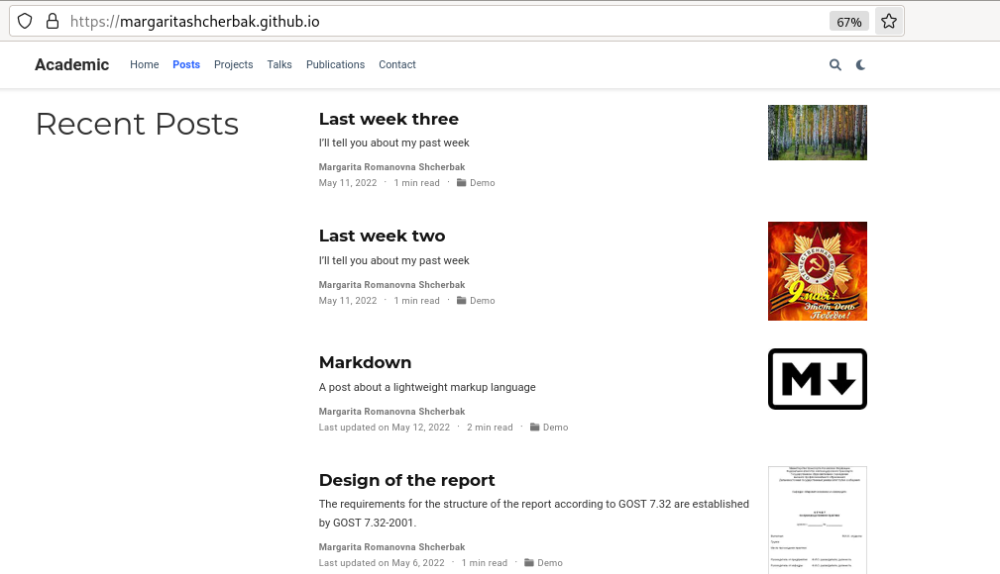 https://margaritashcherbak.github.io
67%
Academic
Home Posts Projects Talks Publications Contact
Recent Posts
Last week three
I'll tell you about my past week
Margarita Romanovna Shcherbak
May 11, 2022 · 1 min read · Demo
Last week two
I'll tell you about my past week
Margarita Romanovna Shcherbak
May 11, 2022 · 1 min read · Demo
ОТЕЧЕСТВЕННАЯ ВОЙНА
9 мая!
Этот День
Победы!
Markdown
A post about a lightweight markup language
Margarita Romanovna Shcherbak
Last updated on May 12, 2022 · 2 min read · Demo
M
Design of the report
The requirements for the structure of the report according to GOST 7.32 are established
by GOST 7.32-2001.
Margarita Romanovna Shcherbak
Last updated on May 6, 2022 · 1 min read · Demo